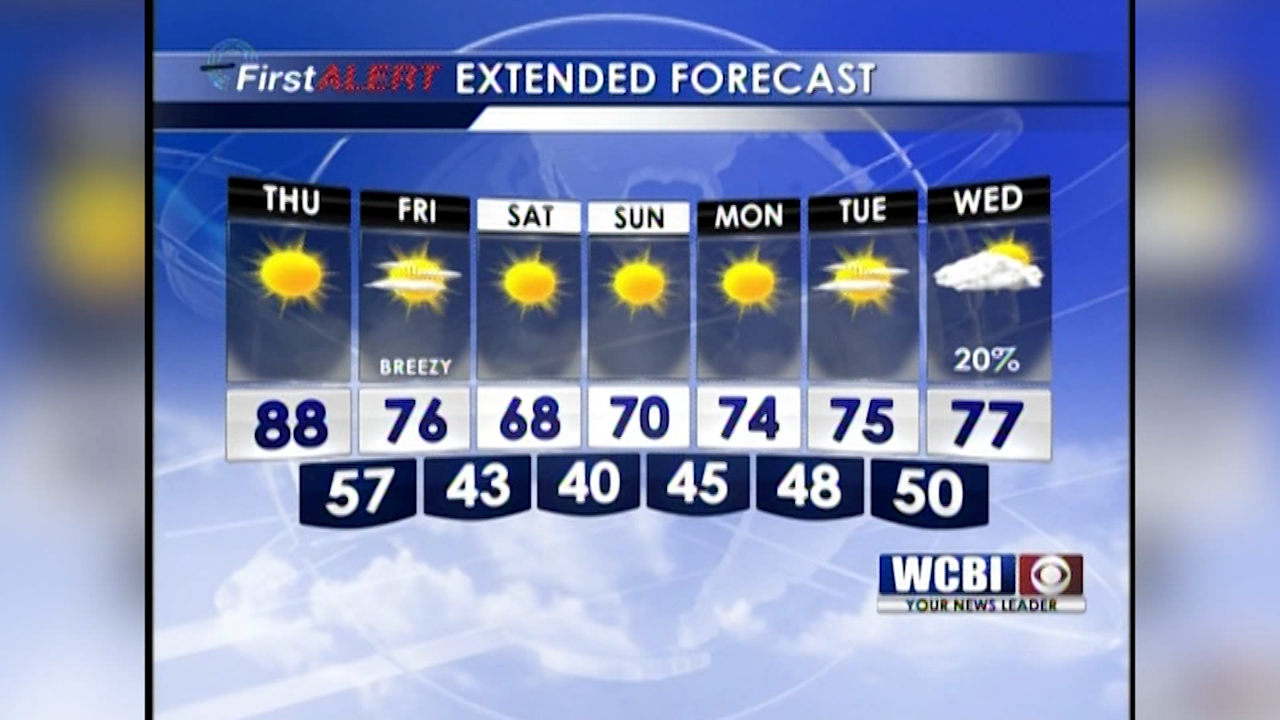 FirstALERT EXTENDED FORECAST
THU FRI SAT SUN MON TUE WED
BREEZY 20%
88 76 68 70 74 75 77
57 43 40 45 48 50
WCBI
YOUR NEWS LEADER